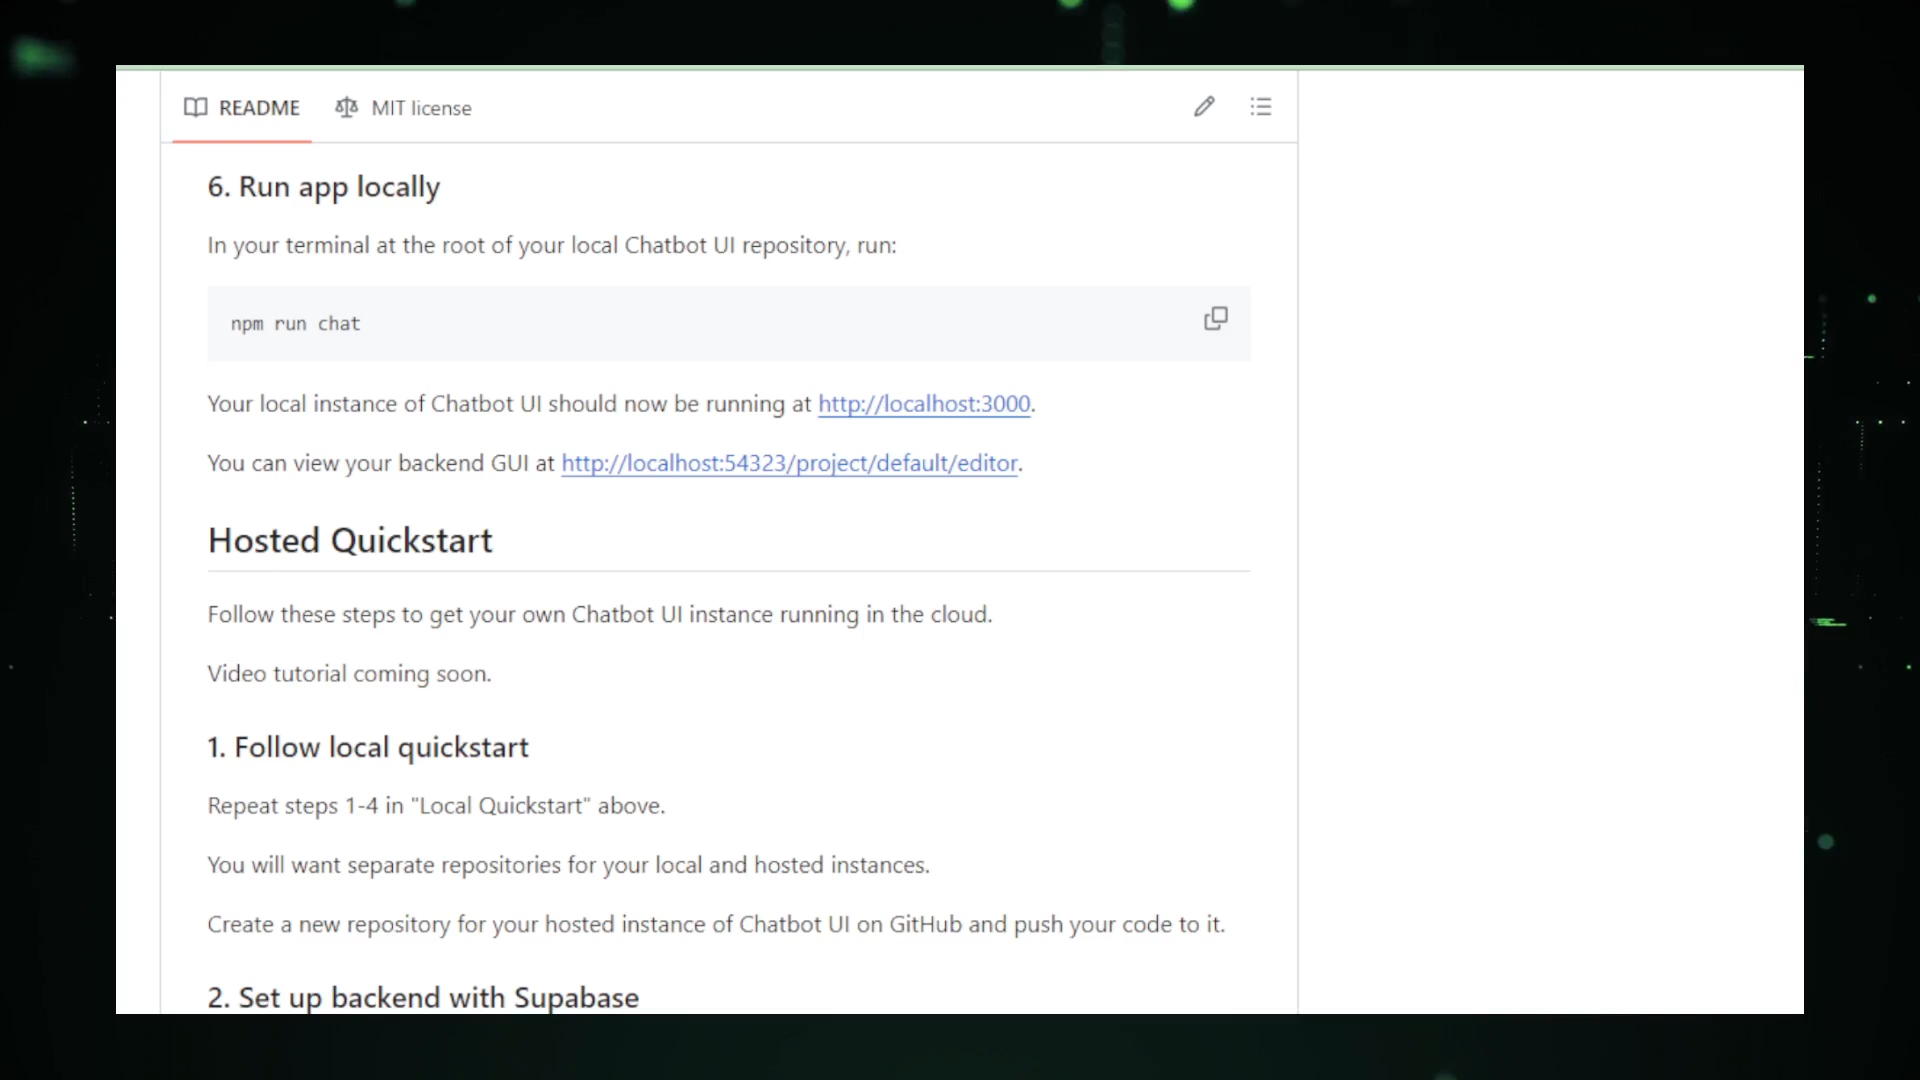 README MIT license
6. Run app locally
In your terminal at the root of your local Chatbot UI repository, run:
npm run chat
Your local instance of Chatbot UI should now be running at http://localhost:3000.
You can view your backend GUI at http://localhost:54323/project/default/editor.
Hosted Quickstart
Follow these steps to get your own Chatbot UI instance running in the cloud.
Video tutorial coming soon.
1. Follow local quickstart
Repeat steps 1-4 in "Local Quickstart" above.
You will want separate repositories for your local and hosted instances.
Create a new repository for your hosted instance of Chatbot UI on GitHub and push your code to it.
2. Set up backend with Supabase